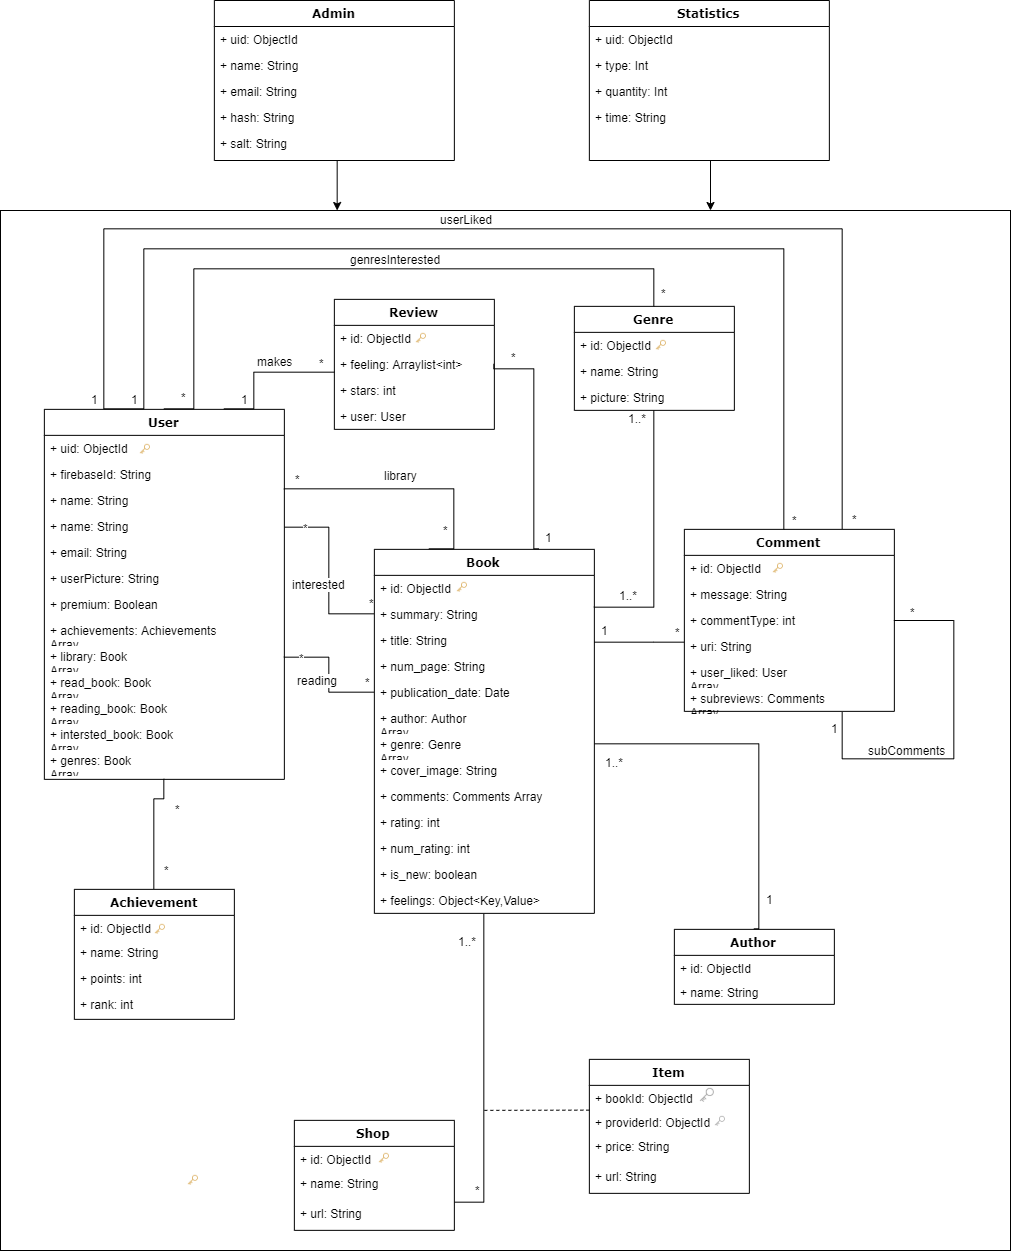 Admin
+ uid: ObjectId
+ name: String
+ email: String
+ hash: String
+ salt: String
Statistics
+ uid: ObjectId
+ type: Int
+ quantity: Int
+ time: String
userLiked
genresInterested
*
Review
+ id: ObjectId
+ feeling: Arraylist<int>
+ stars: int
+ user: User
Genre
+ id: ObjectId
+ name: String
+ picture: String
makes
*
*
1
1
*
1
1..*
User
+ uid: ObjectId
+ firebaseId: String
+ name: String
+ name: String
+ email: String
+ userPicture: String
+ premium: Boolean
+ achievements: Achievements
Array
+ library: Book
Array
+ read_book: Book
Array
+ reading_book: Book
Array
+ intersted_book: Book
Array
+ genres: Book
Array
*
library
*
*
interested
*
*
reading
*
1
*
*
Book
+ id: ObjectId
+ summary: String
+ title: String
+ num_page: String
+ publication_date: Date
+ author: Author
Array
+ genre: Genre
Array
+ cover_image: String
+ comments: Comments Array
+ rating: int
+ num_rating: int
+ is_new: boolean
+ feelings: Object<Key,Value>
1..*
1
*
1..*
Comment
+ id: ObjectId
+ message: String
+ commentType: int
+ uri: String
+ user_liked: User
Array
+ subreviews: Comments
Array
*
1
subComments
*
*
Achievement
+ id: ObjectId
+ name: String
+ points: int
+ rank: int
1
Author
+ id: ObjectId
+ name: String
1..*
Item
+ bookId: ObjectId
+ providerId: ObjectId
+ price: String
+ url: String
Shop
+ id: ObjectId
+ name: String
+ url: String
*